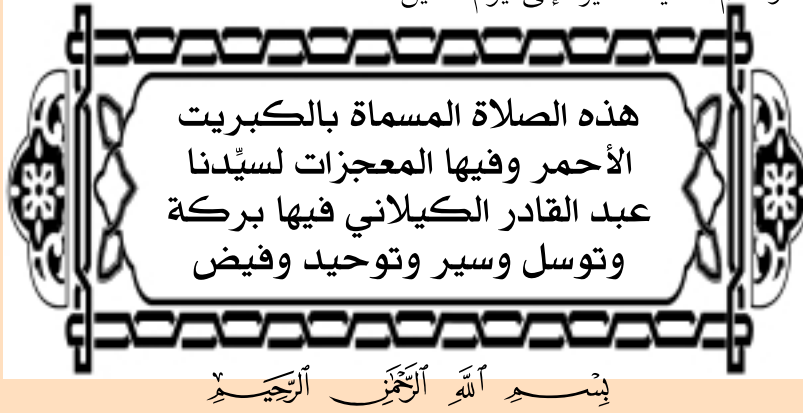 هذه الصلاة المسماة بالكبريت
الأحمر وفيها المعجزات لسيِّدنا
عبد القادر الكيلاني فيها بركة
وتوسل وسير وتوحيد وفيض
بِسْمِ ٱللَّهِ ٱلرَّحْمَٰنِ ٱلرَّحِيمِ